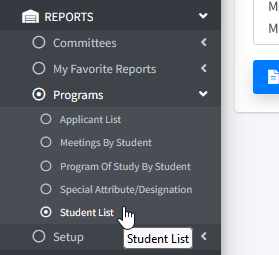 REPORTS
Committees
My Favorite Reports
Programs
Applicant List
Meetings By Student
Program Of Study By Student
Special Attribute/Designation
Student List
Student List
Setup
M
M